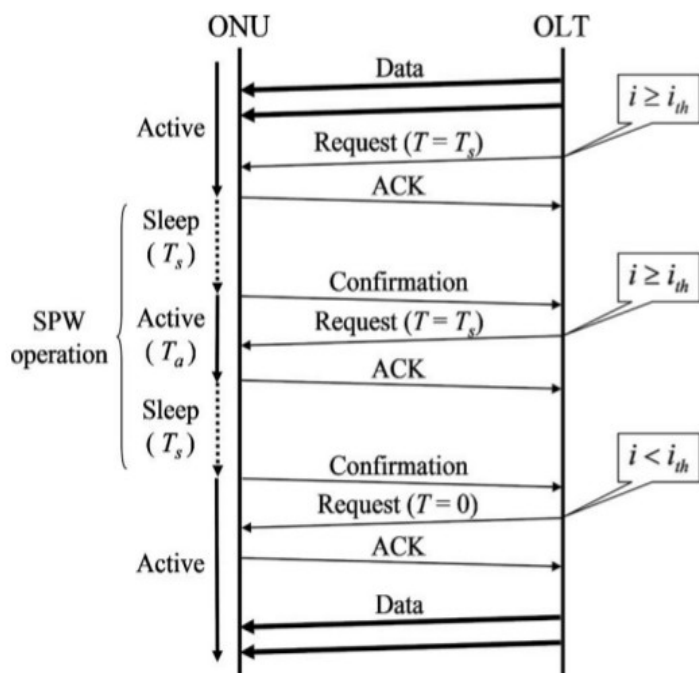 ONU OLT
Data
i ≥ i_th
Active
Request (T = T_s)
ACK
Sleep
(T_s)
Confirmation
i ≥ i_th
SPW
operation
Active
(T_a)
Request (T = T_s)
ACK
Sleep
(T_s)
Confirmation
i < i_th
Request (T = 0)
Active
ACK
Data